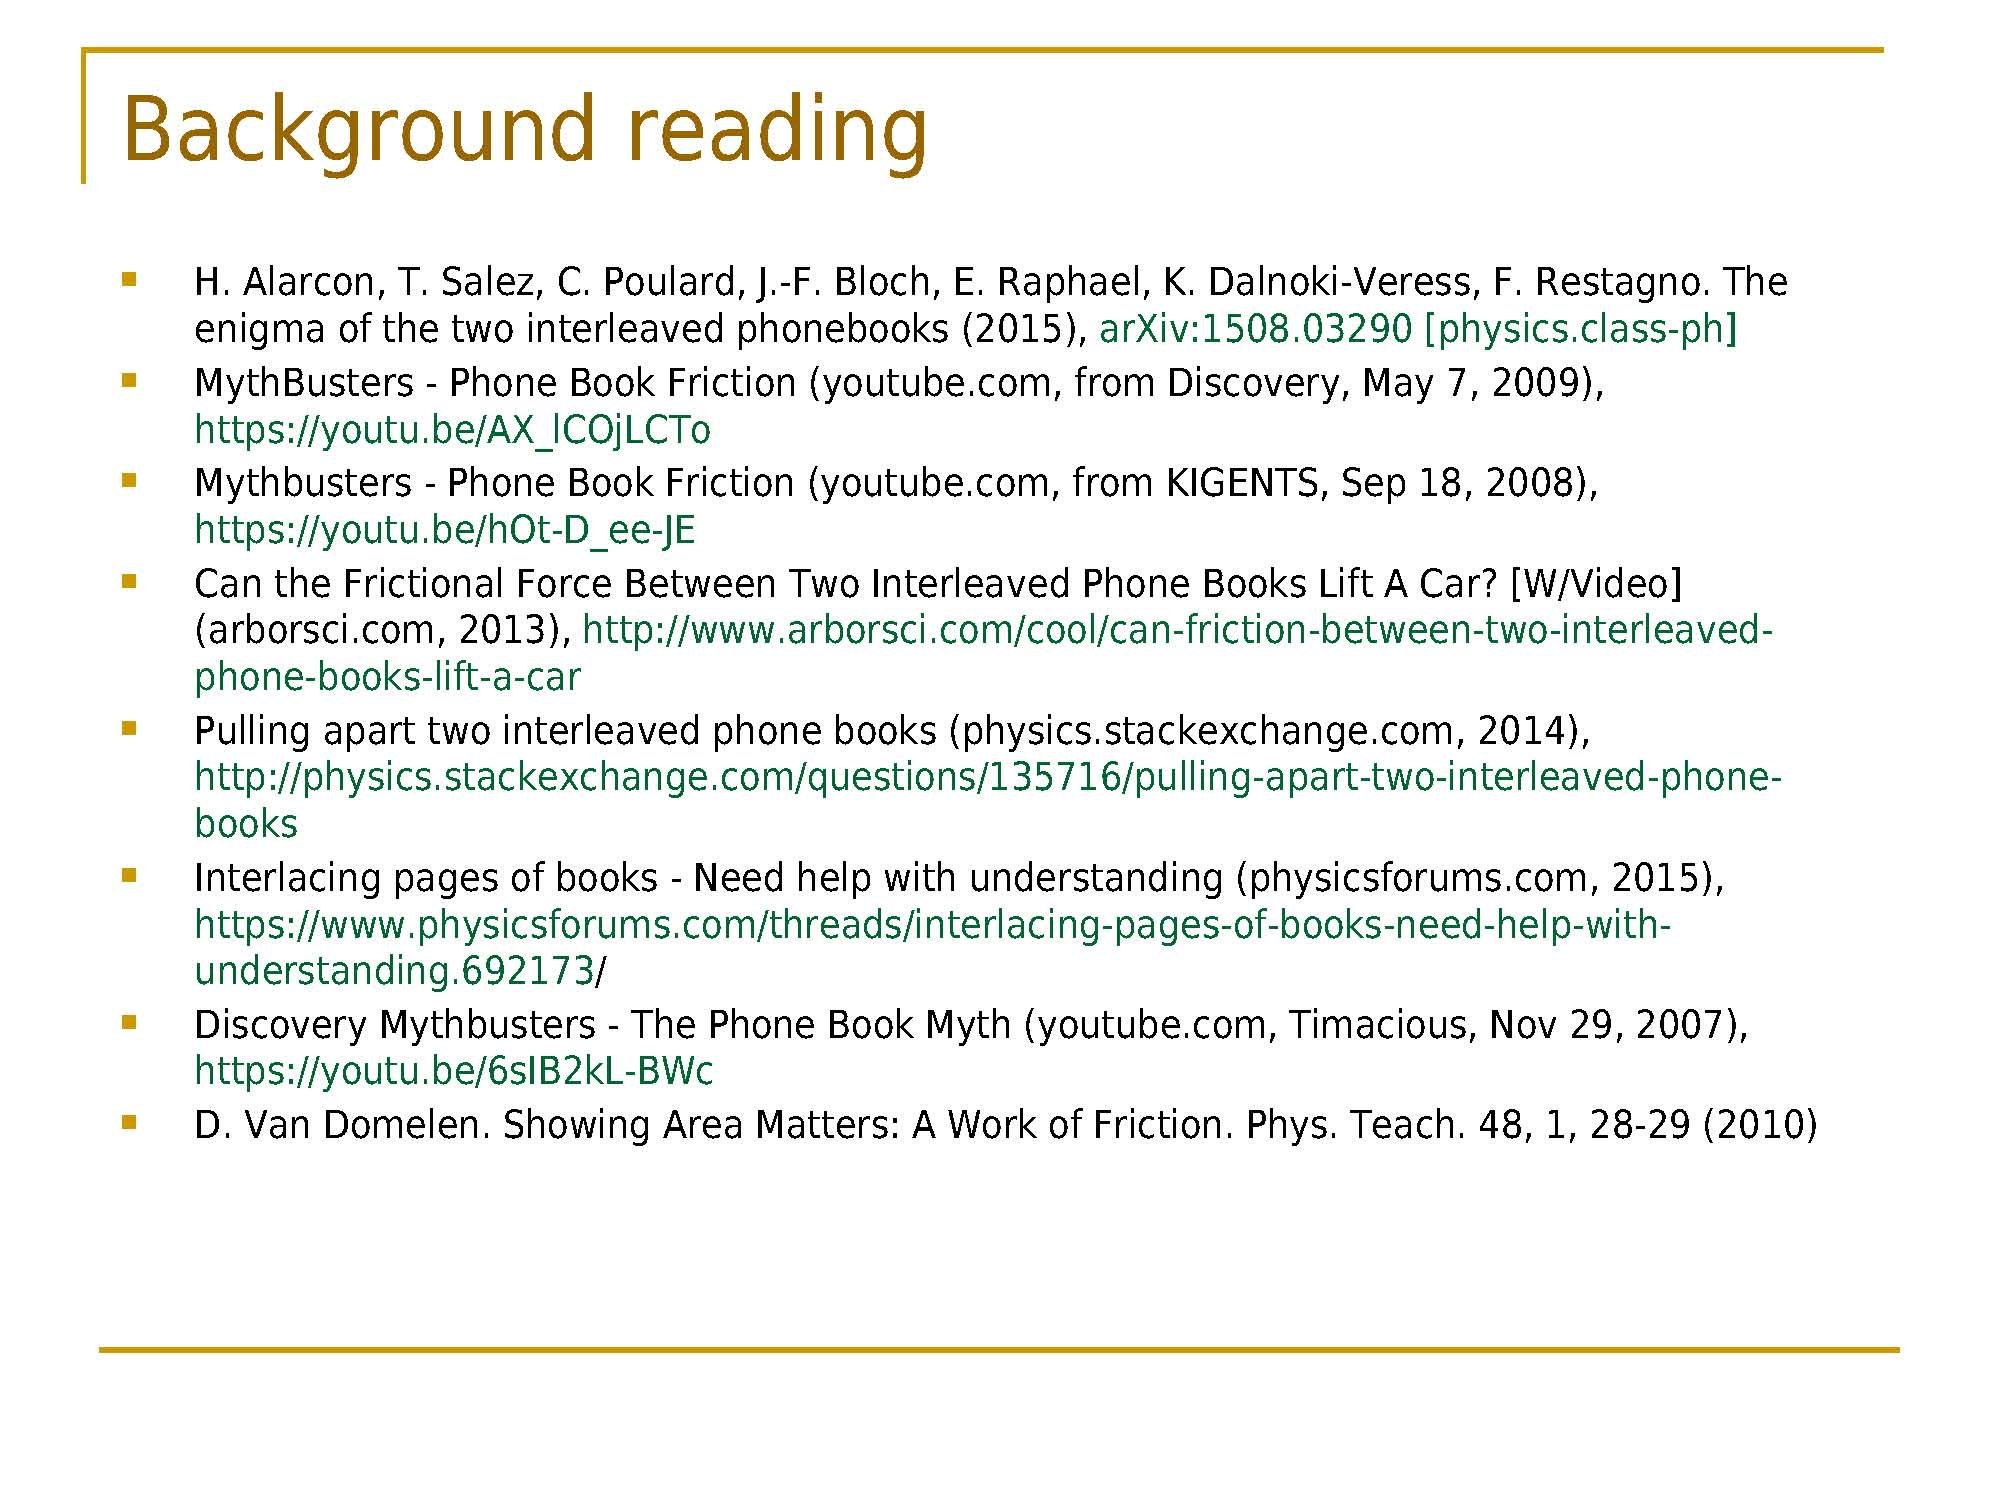 Background reading
H. Alarcon, T. Salez, C. Poulard, J.-F. Bloch, E. Raphael, K. Dalnoki-Veress, F. Restagno. The
enigma of the two interleaved phonebooks (2015), arXiv:1508.03290 [physics.class-ph]
MythBusters - Phone Book Friction (youtube.com, from Discovery, May 7, 2009),
https://youtu.be/AX_lCOjLCTo
Mythbusters - Phone Book Friction (youtube.com, from KIGENTS, Sep 18, 2008),
https://youtu.be/hOt-D_ee-JE
Can the Frictional Force Between Two Interleaved Phone Books Lift A Car? [W/Video]
(arborsci.com, 2013), http://www.arborsci.com/cool/can-friction-between-two-interleaved-
phone-books-lift-a-car
Pulling apart two interleaved phone books (physics.stackexchange.com, 2014),
http://physics.stackexchange.com/questions/135716/pulling-apart-two-interleaved-phone-
books
Interlacing pages of books - Need help with understanding (physicsforums.com, 2015),
https://www.physicsforums.com/threads/interlacing-pages-of-books-need-help-with-
understanding.692173/
Discovery Mythbusters - The Phone Book Myth (youtube.com, Timacious, Nov 29, 2007),
https://youtu.be/6sIB2kL-BWc
D. Van Domelen. Showing Area Matters: A Work of Friction. Phys. Teach. 48, 1, 28-29 (2010)